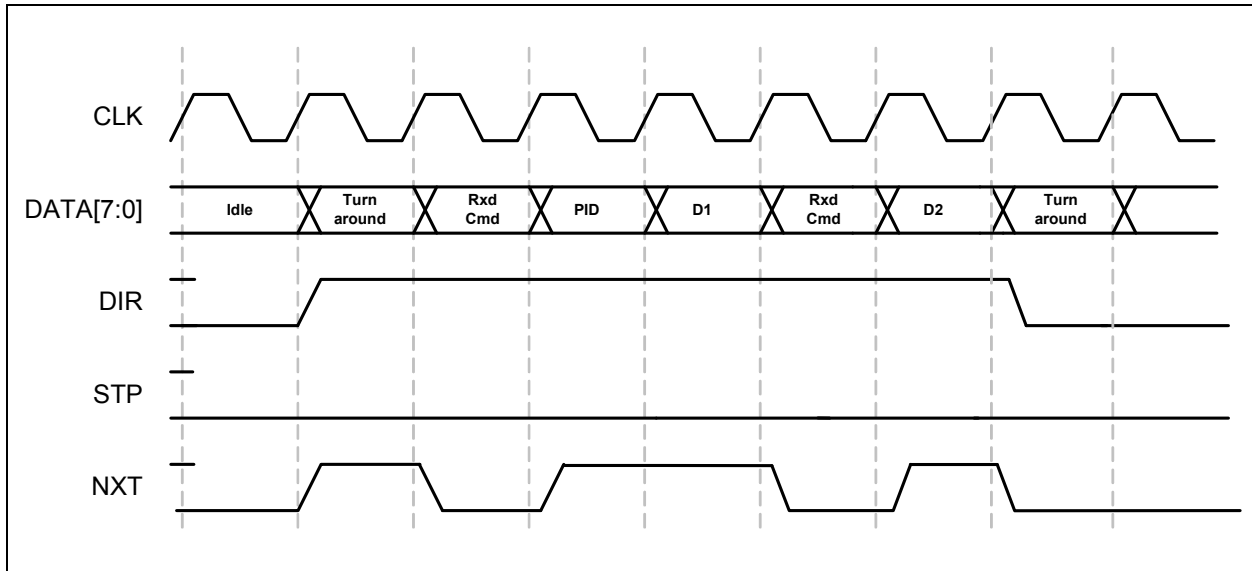 CLK
DATA[7:0]
Idle
Turn
around
Rxd
Cmd
PID
D1
Rxd
Cmd
D2
Turn
around
DIR
STP
NXT